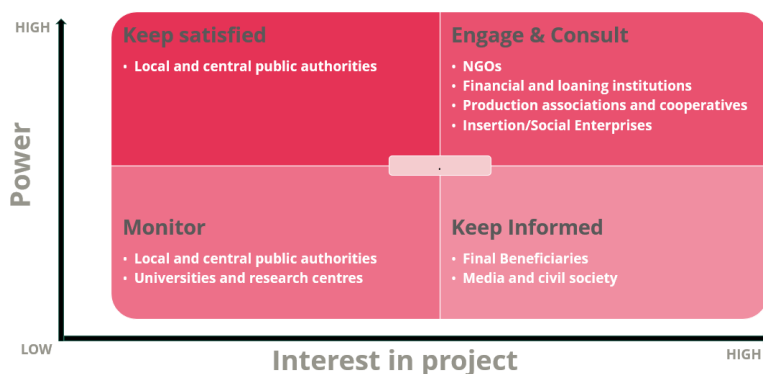 HIGH
Power
Keep satisfied
• Local and central public authorities
Engage & Consult
• NGOs
• Financial and loaning institutions
• Production associations and cooperatives
• Insertion/Social Enterprises
.
Monitor
• Local and central public authorities
• Universities and research centres
Keep Informed
• Final Beneficiaries
• Media and civil society
LOW
Interest in project
HIGH